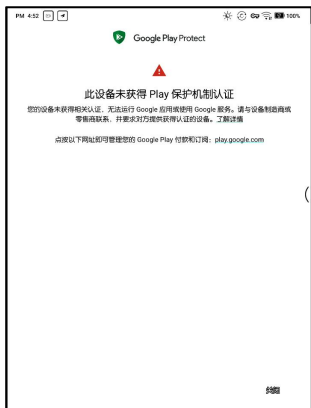 PM 4:52
100%
Google Play Protect
此设备未获得 Play 保护机制认证
您的设备未获得相关认证，无法运行 Google 应用或使用 Google 服务。请与设备制造商或
零售商联系，并要求对方提供获得认证的设备。了解详情
点按以下网址即可管理您的 Google Play 付款和订阅：play.google.com